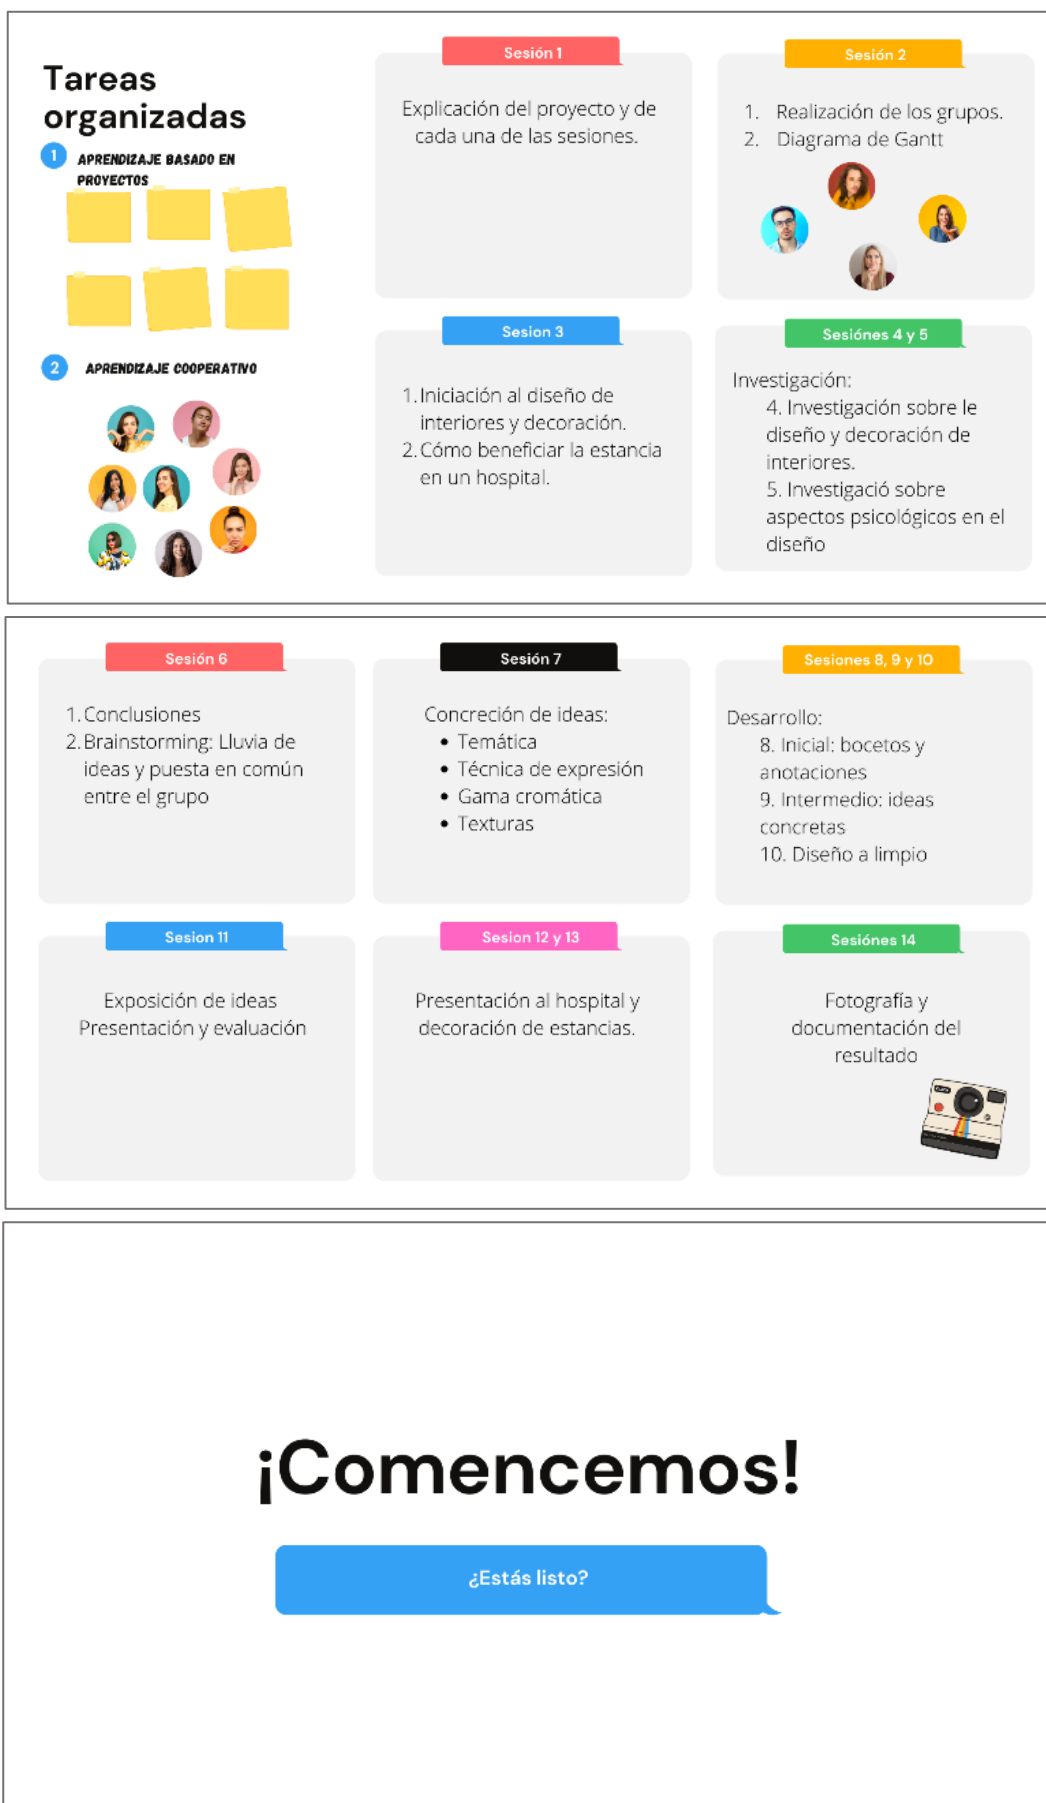 Tareas
organizadas
1 APRENDIZAJE BASADO EN
PROYECTOS
2 APRENDIZAJE COOPERATIVO
Sesión 1
Explicación del proyecto y de
cada una de las sesiones.
Sesión 2
1. Realización de los grupos.
2. Diagrama de Gantt
Sesion 3
1. Iniciación al diseño de
interiores y decoración.
2. Cómo beneficiar la estancia
en un hospital.
Sesiónes 4 y 5
Investigación:
4. Investigación sobre le
diseño y decoración de
interiores.
5. Investigació sobre
aspectos psicológicos en el
diseño
Sesión 6
1. Conclusiones
2. Brainstorming: Lluvia de
ideas y puesta en común
entre el grupo
Sesión 7
Concreción de ideas:
• Temática
• Técnica de expresión
• Gama cromática
• Texturas
Sesiones 8, 9 y 10
Desarrollo:
8. Inicial: bocetos y
anotaciones
9. Intermedio: ideas
concretas
10. Diseño a limpio
Sesion 11
Exposición de ideas
Presentación y evaluación
Sesion 12 y 13
Presentación al hospital y
decoración de estancias.
Sesiónes 14
Fotografía y
documentación del
resultado
¡Comencemos!
¿Estás listo?